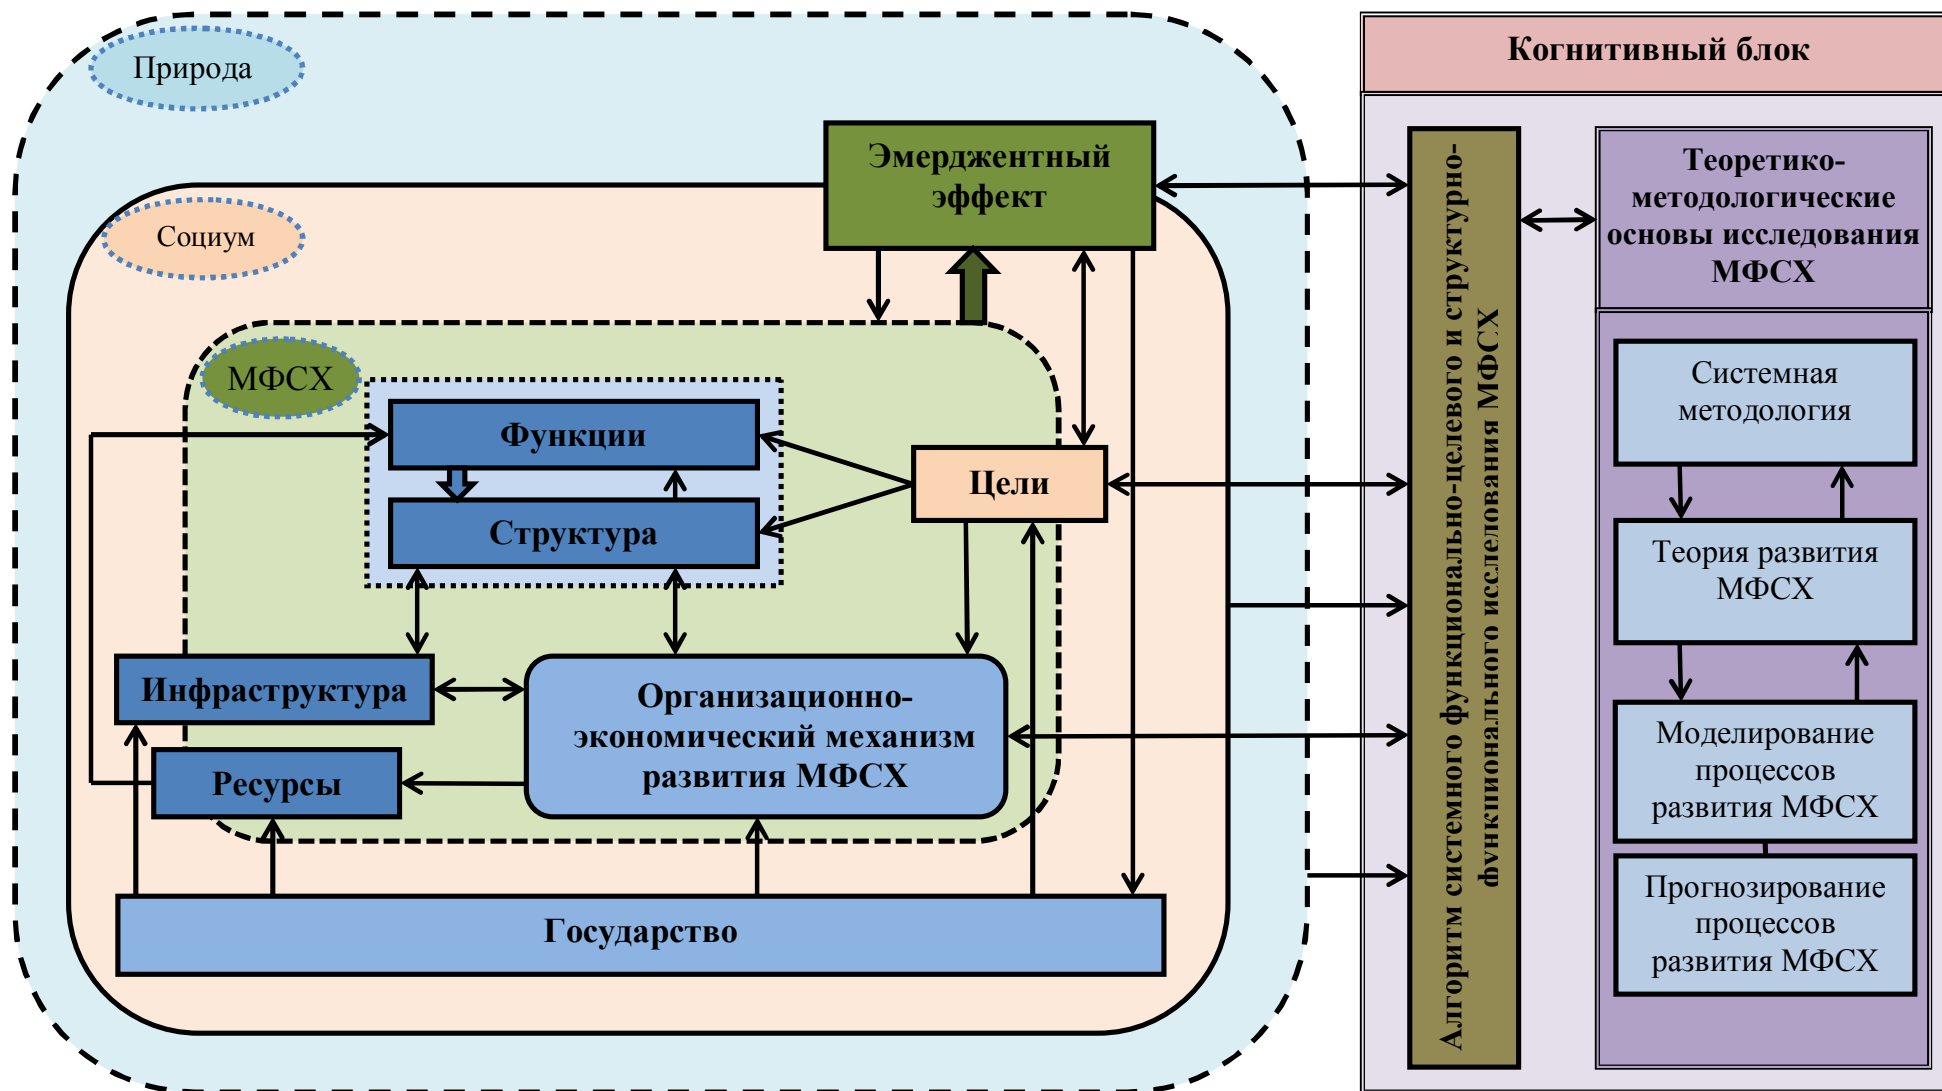 Природа
Социум
Эмерджентный
эффект
МФСХ
Функции
Структура
Цели
Инфраструктура
Ресурсы
Организационно-
экономический механизм
развития МФСХ
Государство
Когнитивный блок
Алгоритм системного функционально-целевого и структурно-
функционального исследования МФСХ
Теоретико-
методологические
основы исследования
МФСХ
Системная
методология
Теория развития
МФСХ
Моделирование
процессов
развития МФСХ
Прогнозирование
процессов
развития МФСХ